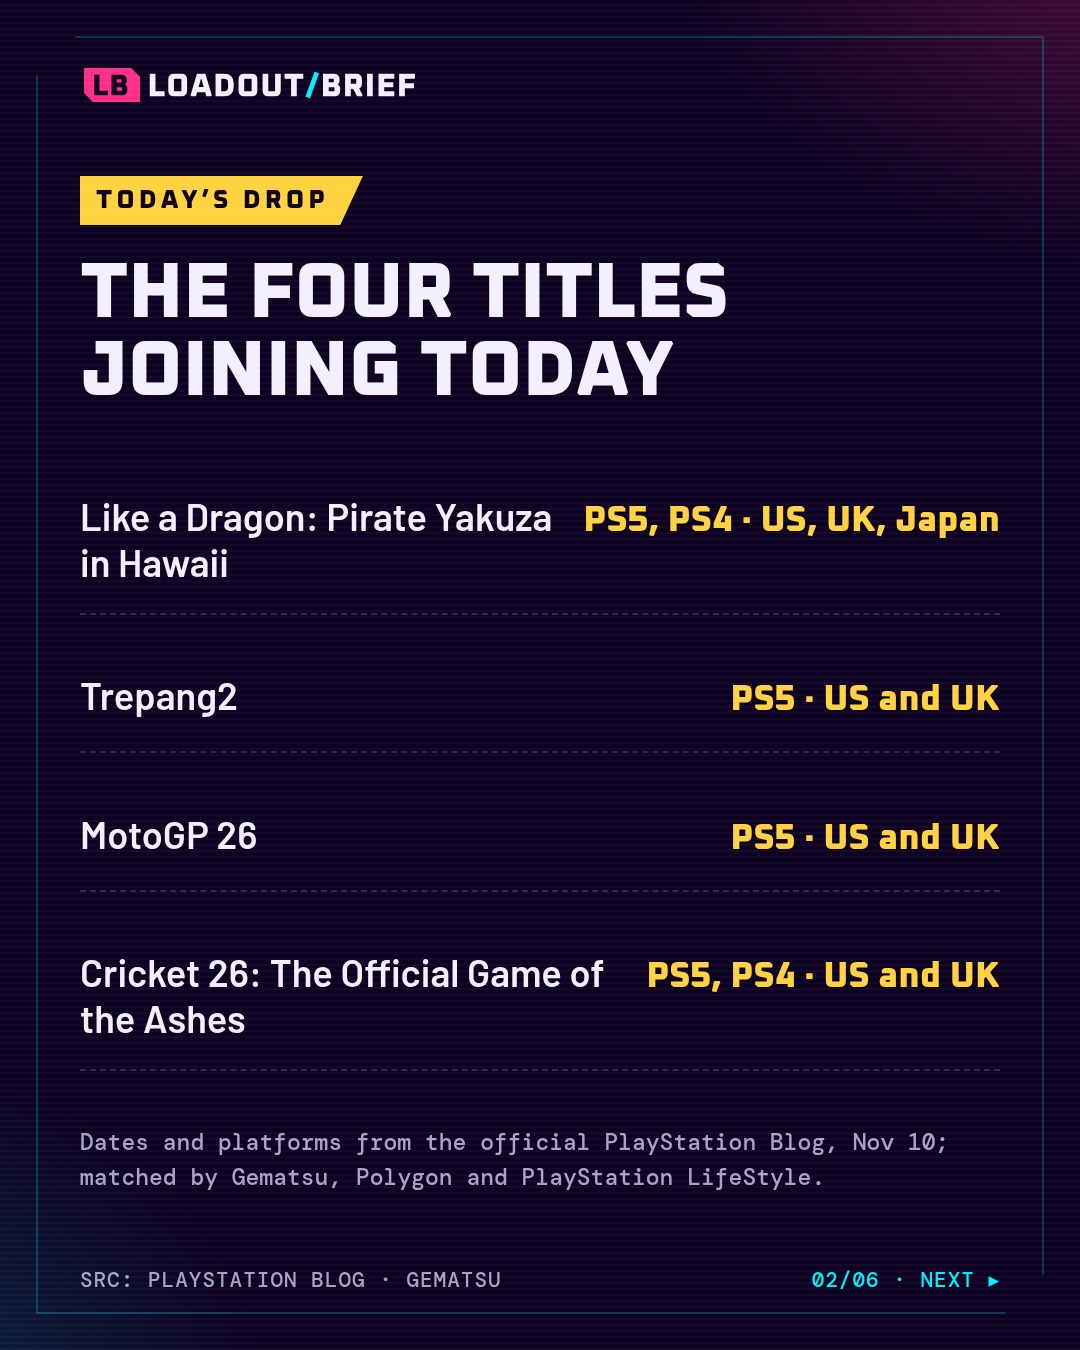 LB LOADOUT/BRIEF
TODAY’S DROP
THE FOUR TITLES
JOINING TODAY
Like a Dragon: Pirate Yakuza PS5, PS4 · US, UK, Japan
in Hawaii
Trepang2 PS5 · US and UK
MotoGP 26 PS5 · US and UK
Cricket 26: The Official Game of PS5, PS4 · US and UK
the Ashes
Dates and platforms from the official PlayStation Blog, Nov 10;
matched by Gematsu, Polygon and PlayStation LifeStyle.
SRC: PLAYSTATION BLOG · GEMATSU 02/06 · NEXT ▶